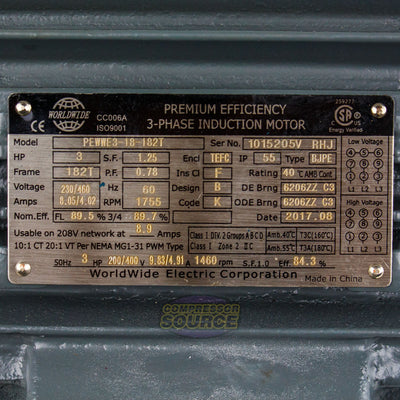 WORLDWIDE
CC006A
ISO9001
CE
PREMIUM EFFICIENCY
3-PHASE INDUCTION MOTOR
259277
Energy Verified
Model PEWWE3-18-182T Ser No. 1015205V RHJ
HP 3 S.F. 1.25 Encl TEFC IP 55 Type BJPE
Frame 182T P.F. 0.78 Ins Cl F Rating 40 °C AMB Cont
Voltage 230/460 Hz 60 Design B DE Brng 6206ZZ C3
Amps 8.05/4.02 RPM 1755 Code K ODE Brng 6206ZZ C3
Nom.Eff FL 89.5% 3/4 89.7% Date 2017.08
Usable on 208V network at 8.9 Amps
Class I DIV. 2 Groups A B C D Amb.40℃ T3C(160℃)
10:1 CT 20:1 VT Per NEMA MG1-31 PWM Type
Class I Zone 2 IIC Amb.55℃ T3A(180℃)
50Hz 3 HP 200/400 V 9.83/4.91 A 1460 rpm S.F.1.0 Eff 84.3%
WorldWide Electric Corporation
Made in China
Low Voltage
L1 L2 L3
High Voltage
L1 L2 L3
COMPRESSOR
SOURCE